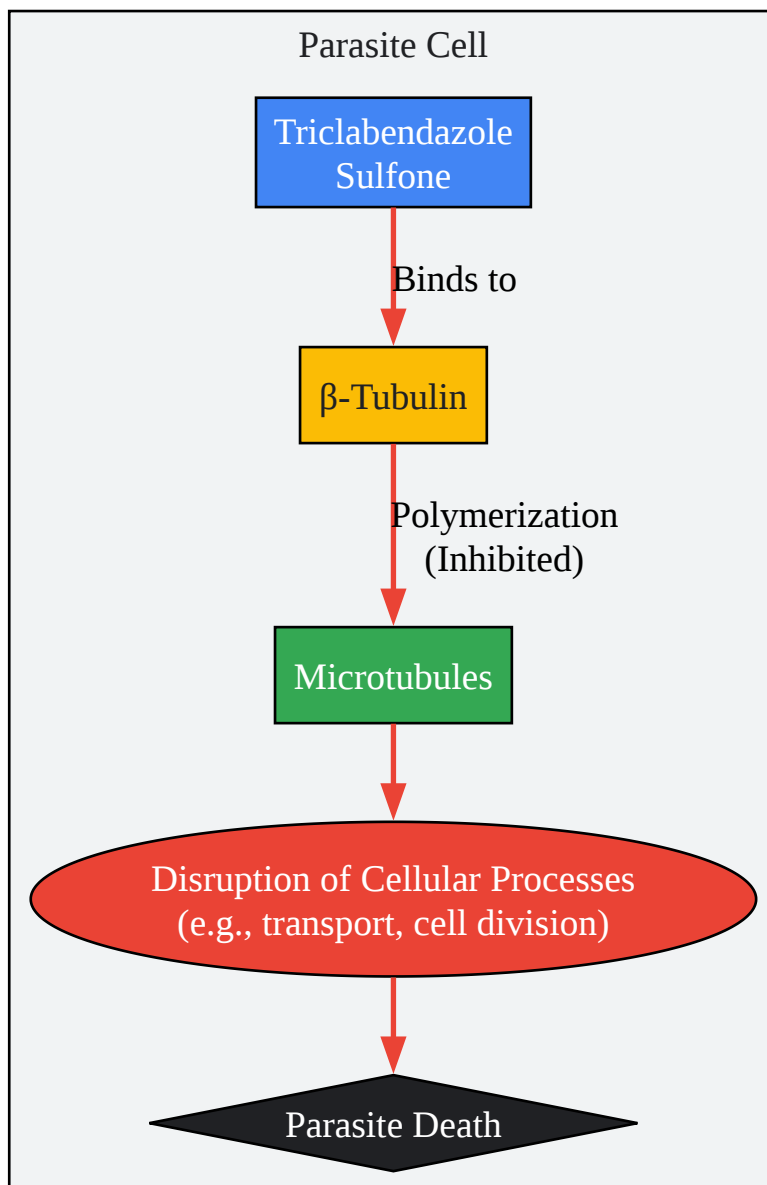 Parasite Cell
Triclabendazole
Sulfone
Binds to
β-Tubulin
Polymerization
(Inhibited)
Microtubules
Disruption of Cellular Processes
(e.g., transport, cell division)
Parasite Death